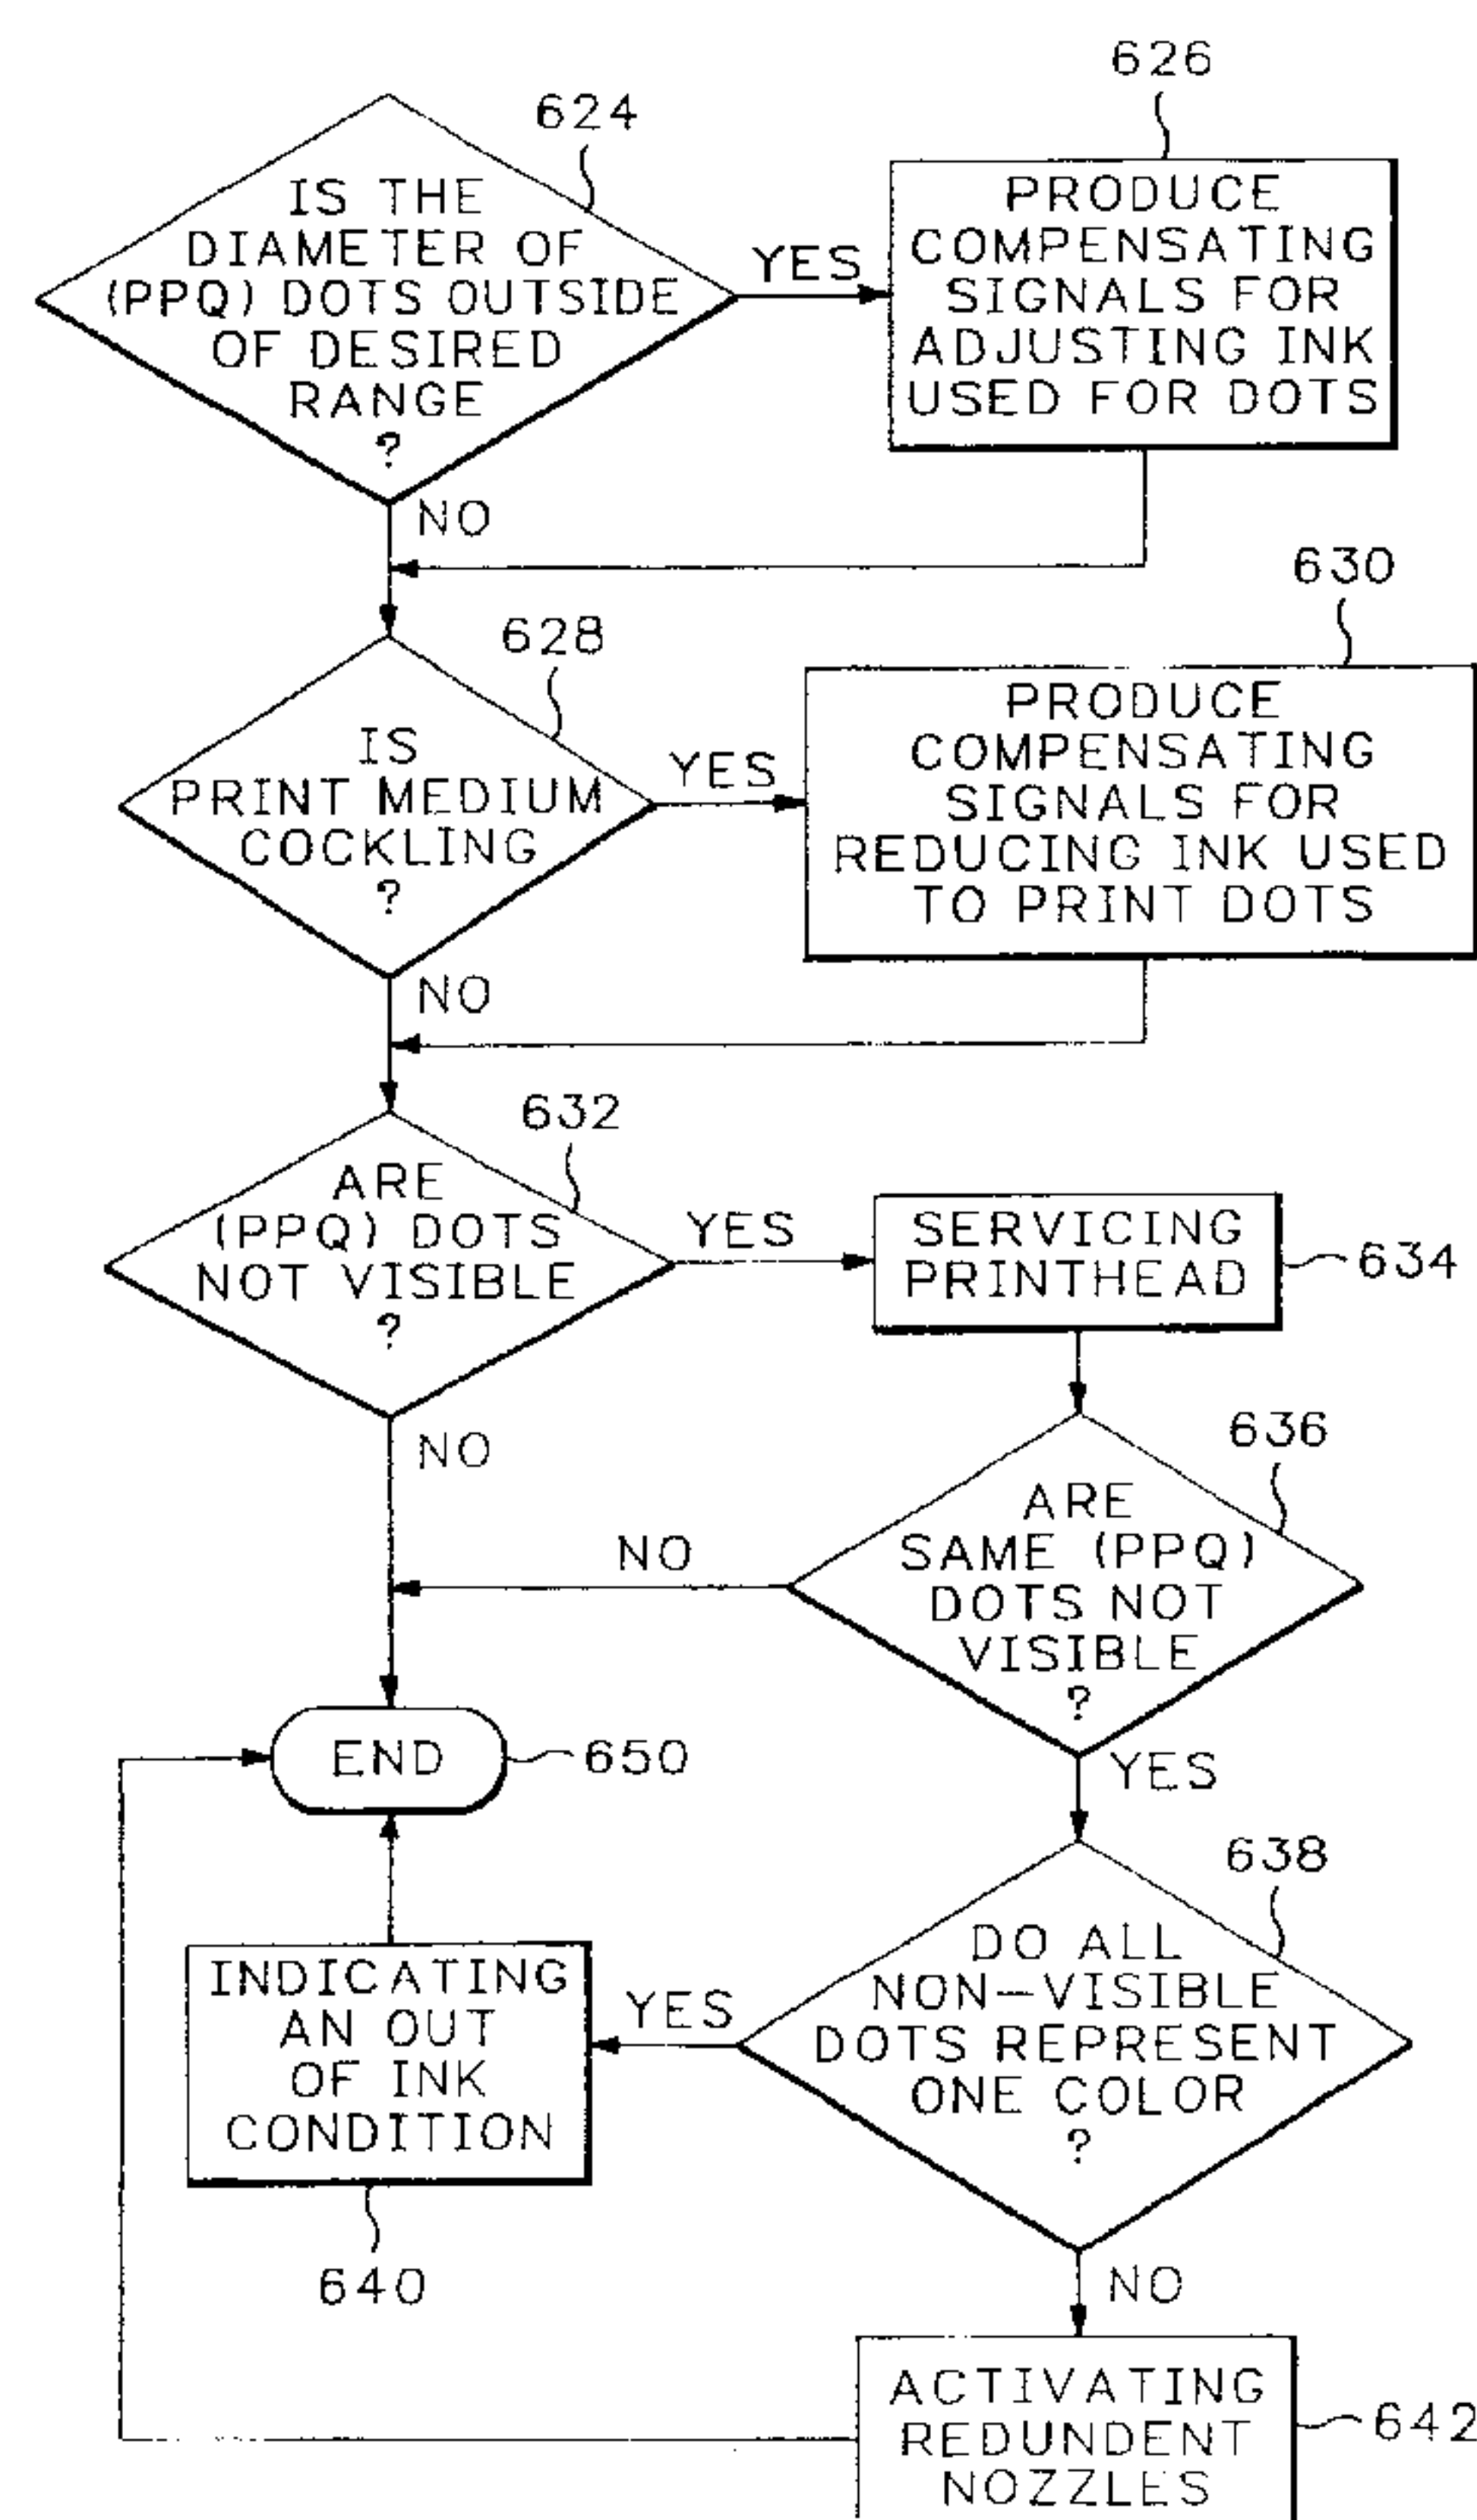 626
624
IS THE
DIAMETER OF
(PPQ) DOTS OUTSIDE
OF DESIRED
RANGE
?
YES
PRODUCE
COMPENSATING
SIGNALS FOR
ADJUSTING INK
USED FOR DOTS
NO
630
628
IS
PRINT MEDIUM
COCKLING
?
YES
PRODUCE
COMPENSATING
SIGNALS FOR
REDUCING INK USED
TO PRINT DOTS
NO
632
ARE
(PPQ) DOTS
NOT VISIBLE
?
YES
SERVICING
PRINTHEAD
634
NO
636
ARE
SAME (PPQ)
DOTS NOT
VISIBLE
?
NO
END
650
YES
638
DO ALL
NON-VISIBLE
DOTS REPRESENT
ONE COLOR
?
YES
INDICATING
AN OUT
OF INK
CONDITION
640
NO
ACTIVATING
REDUNDENT
NOZZLES
642